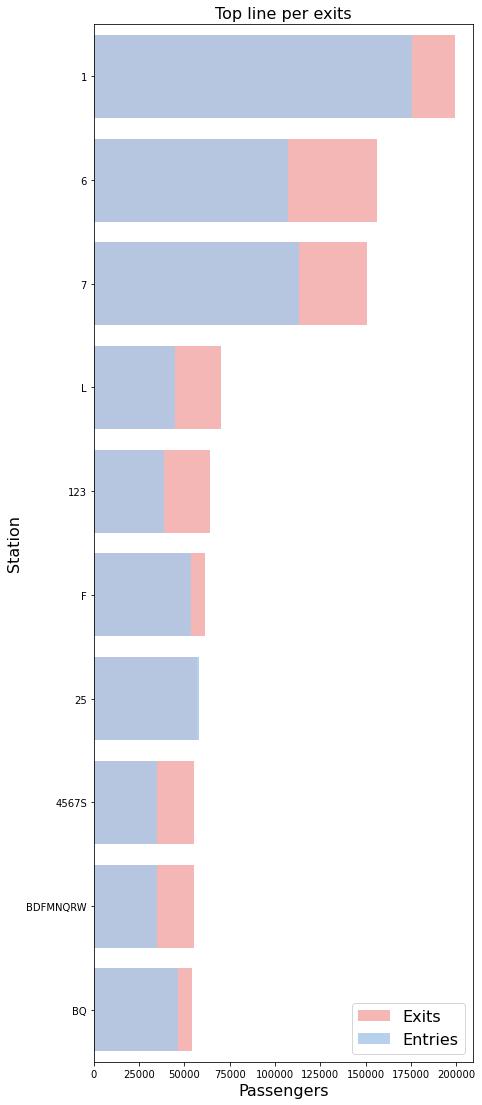 Top line per exits
1
6
7
L
123
F
25
4567S
BDFMNQRW
BQ
Station
0 25000 50000 75000 100000 125000 150000 175000 200000
Passengers
Exits
Entries